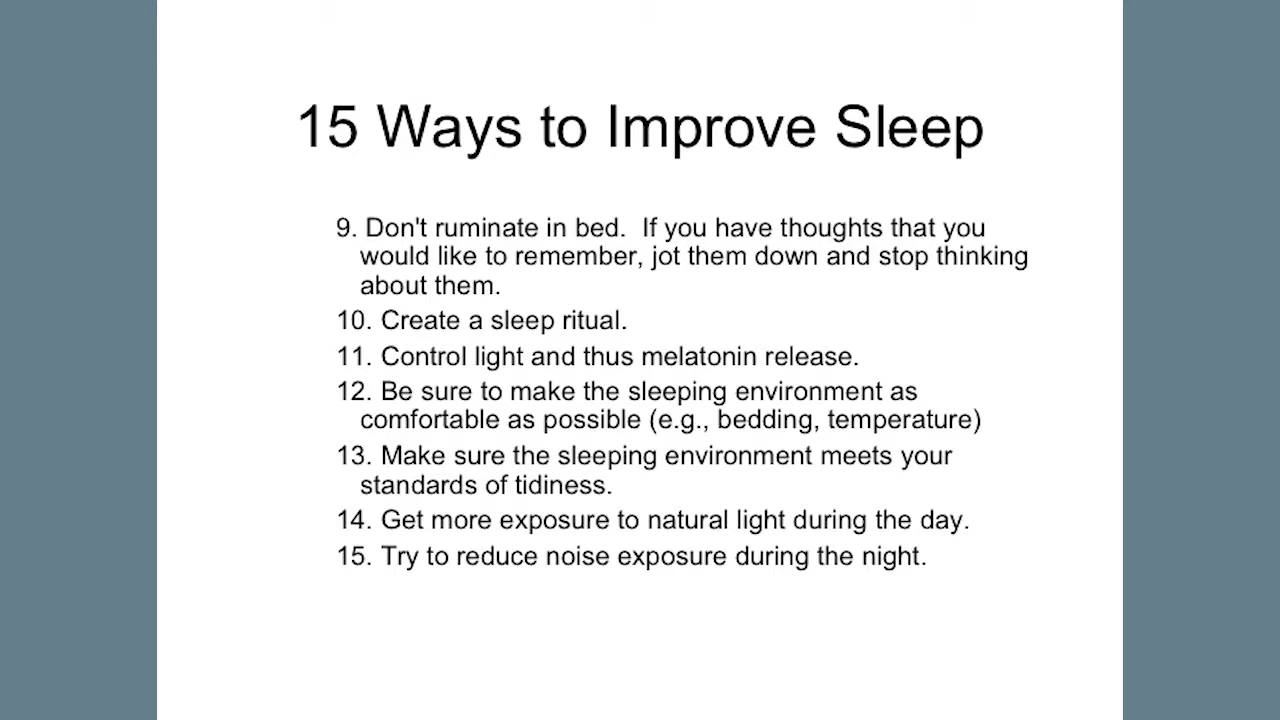 15 Ways to Improve Sleep
9. Don't ruminate in bed.  If you have thoughts that you
would like to remember, jot them down and stop thinking
about them.
10. Create a sleep ritual.
11. Control light and thus melatonin release.
12. Be sure to make the sleeping environment as
comfortable as possible (e.g., bedding, temperature)
13. Make sure the sleeping environment meets your
standards of tidiness.
14. Get more exposure to natural light during the day.
15. Try to reduce noise exposure during the night.